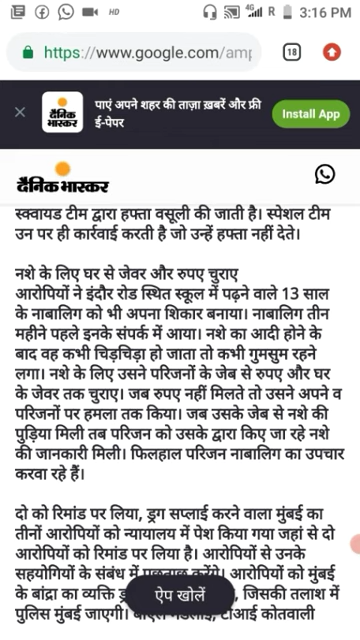 HD 4G R 3:16 PM
https://www.google.com/amp 18
पाएं अपने शहर की ताज़ा ख़बरें और फ्री
ई-पेपर
Install App
दैनिक भास्कर
दैनिक भास्कर
स्क्वायड टीम द्वारा हफ्ता वसूली की जाती है। स्पेशल टीम
उन पर ही कार्रवाई करती है जो उन्हें हफ्ता नहीं देते।
नशे के लिए घर से जेवर और रुपए चुराए
आरोपियों ने इंदौर रोड स्थित स्कूल में पढ़ने वाले 13 साल
के नाबालिग को भी अपना शिकार बनाया। नाबालिग तीन
महीने पहले इनके संपर्क में आया। नशे का आदी होने के
बाद वह कभी चिड़चिड़ा हो जाता तो कभी गुमसुम रहने
लगा। नशे के लिए उसने परिजनों के जेब से रुपए और घर
के जेवर तक चुराए। जब रुपए नहीं मिलते तो उसने अपने व
परिजनों पर हमला तक किया। जब उसके जेब से नशे की
पुड़िया मिली तब परिजन को उसके द्वारा किए जा रहे नशे
की जानकारी मिली। फिलहाल परिजन नाबालिग का उपचार
करवा रहे हैं।
दो को रिमांड पर लिया, ड्रग सप्लाई करने वाला मुंबई का
तीनों आरोपियों को न्यायालय में पेश किया गया जहां से दो
आरोपियों को रिमांड पर लिया है। आरोपियों से उनके
सहयोगियों के संबंध में पूछताछ करेंगे। आरोपियों को मुंबई
के बांद्रा का व्यक्ति जिसकी तलाश में
ऐप खोलें
पुलिस मुंबई जाएगी। टीआई कोतवाली